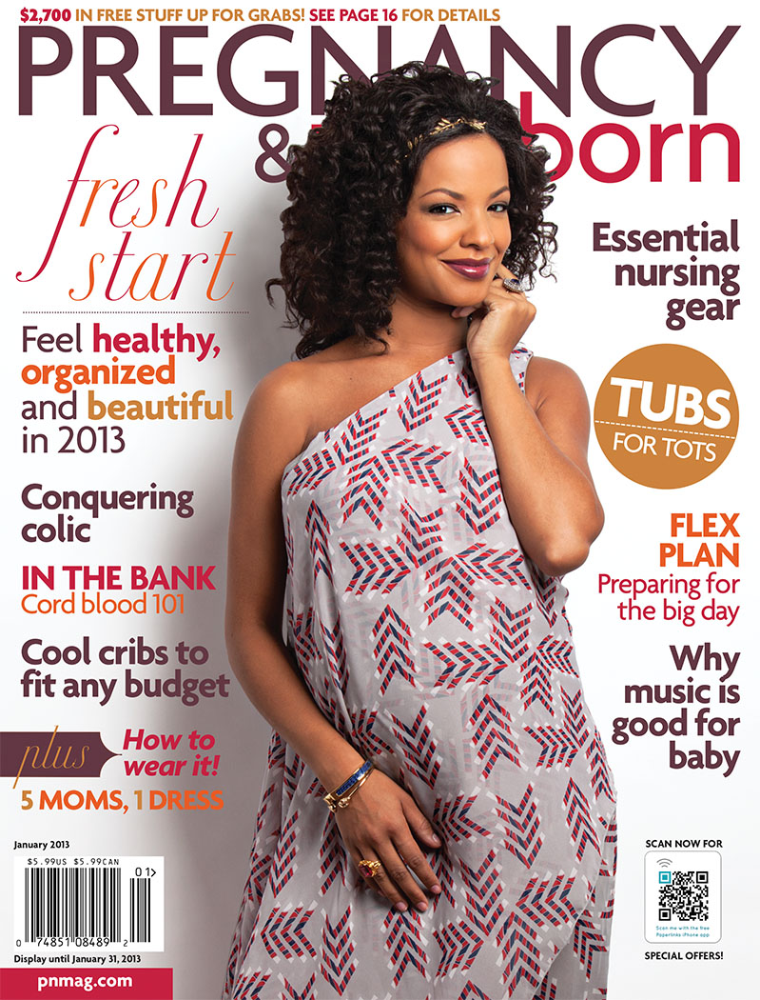 $2,700 IN FREE STUFF UP FOR GRABS! SEE PAGE 16 FOR DETAILS
PREGNANCY
& born
fresh
start
Feel healthy,
organized
and beautiful
in 2013
Conquering
colic
IN THE BANK
Cord blood 101
Cool cribs to
fit any budget
plus
How to
wear it!
5 MOMS, 1 DRESS
Essential
nursing
gear
TUBS
FOR TOTS
FLEX
PLAN
Preparing for
the big day
Why
music is
good for
baby
January 2013
$5.99US $5.99CAN
01>
0 74851 08489 2
Display until January 31, 2013
pnmag.com
SCAN NOW FOR
Scan me with the free
Paperlinks iPhone app
SPECIAL OFFERS!